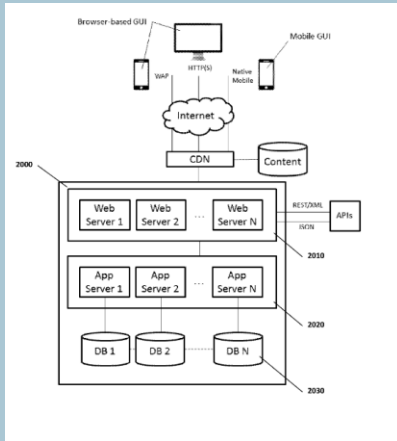 Browser-based GUI
Mobile GUI
HTTP(S)
WAP
Native
Mobile
Internet
CDN
Content
2000
Web
Server 1
Web
Server 2
...
Web
Server N
REST/XML
JSON
APIs
2010
App
Server 1
App
Server 2
...
App
Server N
2020
DB 1
DB 2
DB N
2030